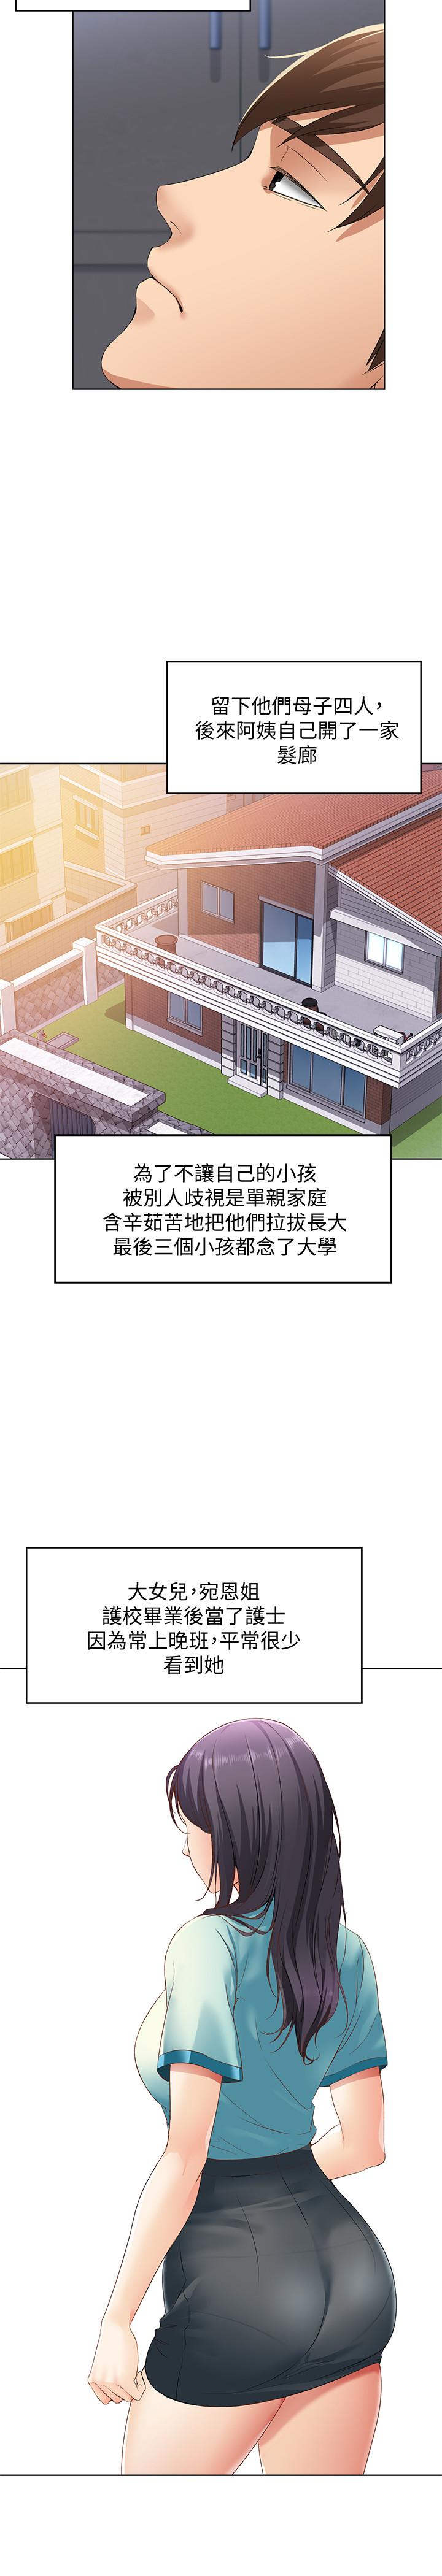 留下他們母子四人，
後來阿姨自己開了一家
髮廊
為了不讓自己的小孩
被別人歧視是單親家庭
含辛茹苦地把他們拉拔長大
最後三個小孩都念了大學
大女兒，宛恩姐
護校畢業後當了護士
因為常上晚班，平常很少
看到她